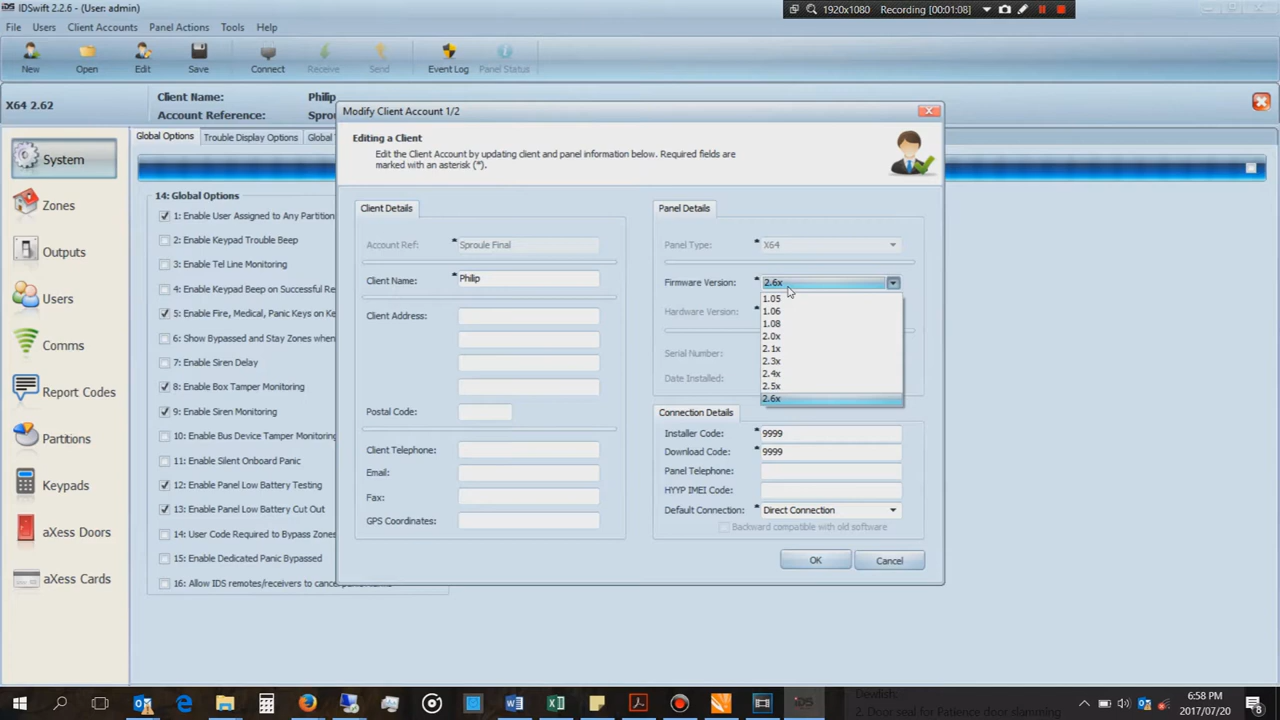 IDSwift 2.2.6 - (User: admin)
1920x1080 Recording [00:01:08]
File Users Client Accounts Panel Actions Tools Help
New Open Edit Save Connect Receive Send Event Log Panel Status
X64 2.62
Client Name: Philip
Account Reference:
System
Zones
Outputs
Users
Comms
Report Codes
Partitions
Keypads
aXess Doors
aXess Cards
Global Options Trouble Display Options
14: Global Options
1: Enable User Assigned to Any Partition
2: Enable Keypad Trouble Beep
3: Enable Tel Line Monitoring
4: Enable Keypad Beep on Successful
5: Enable Fire, Medical, Panic Keys on
6: Show Bypassed and Stay Zones when
7: Enable Siren Delay
8: Enable Box Tamper Monitoring
9: Enable Siren Monitoring
10: Enable Bus Device Tamper Monitoring
11: Enable Silent Onboard Panic
12: Enable Panel Low Battery Testing
13: Enable Panel Low Battery Cut Out
14: User Code Required to Bypass Zones
15: Enable Dedicated Panic Bypassed
16: Allow IDS remotes/receivers to
Modify Client Account 1/2
Editing a Client
Edit the Client Account by updating client and panel information below. Required fields are
marked with an asterisk (*).
Client Details
Account Ref: * Sproule Final
Client Name: * Philip
Client Address:
Postal Code:
Client Telephone:
Email:
Fax:
GPS Coordinates:
Panel Details
Panel Type: * X64
Firmware Version: * 2.6x
1.05
1.06
1.08
2.0x
2.1x
2.3x
2.4x
2.5x
2.6x
Hardware Version: *
Serial Number:
Date Installed:
Connection Details
Installer Code: * 9999
Download Code: * 9999
Panel Telephone:
HYYP IMEI Code:
Default Connection: * Direct Connection
Backward compatible with old software
OK Cancel
2. Door seal for Patience door slamming
6:58 PM
2017/07/20